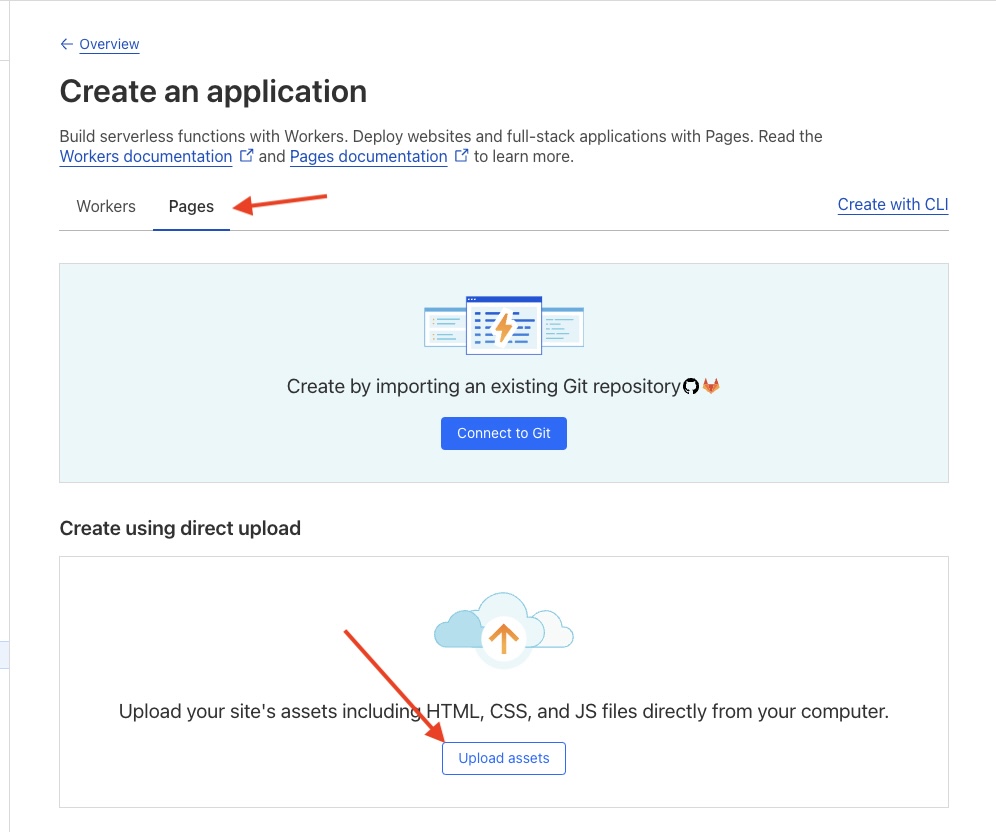 Overview
Create an application
Build serverless functions with Workers. Deploy websites and full-stack applications with Pages. Read the
Workers documentation and Pages documentation to learn more.
Workers Pages Create with CLI
Create by importing an existing Git repository
Connect to Git
Create using direct upload
Upload your site's assets including HTML, CSS, and JS files directly from your computer.
Upload assets